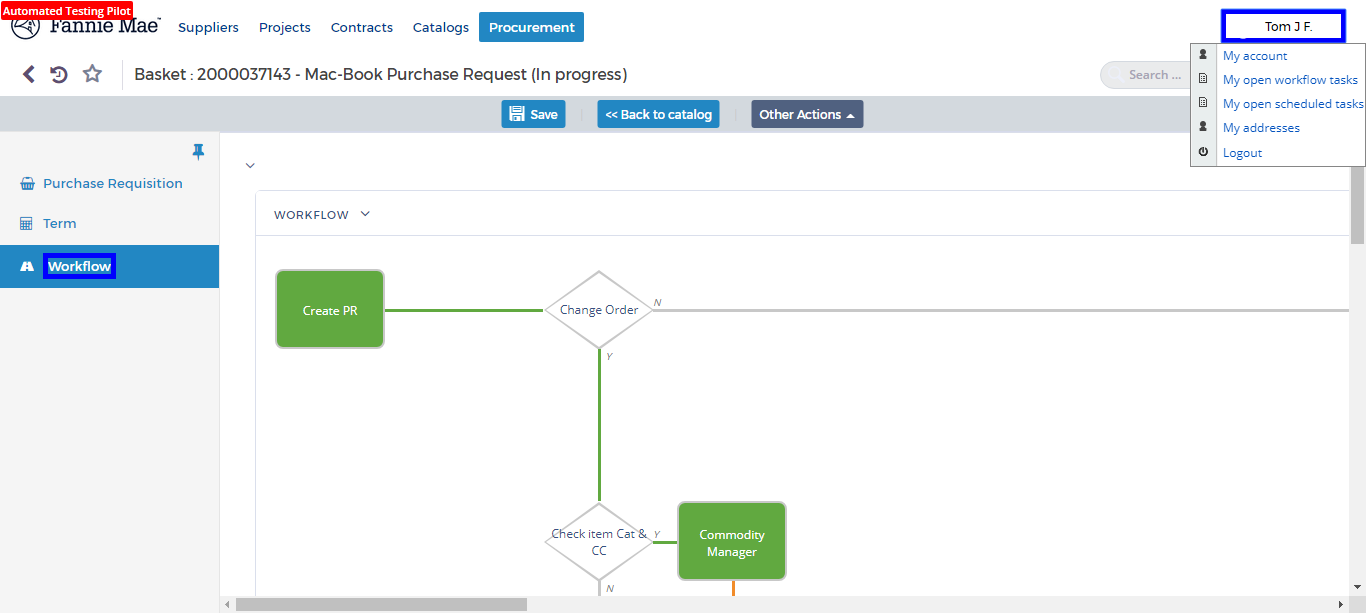 Automated Testing Pilot
Fannie Mae™
Suppliers Projects Contracts Catalogs Procurement
Tom J F.
My account
My open workflow tasks
My open scheduled tasks
My addresses
Logout
Basket : 2000037143 - Mac-Book Purchase Request (In progress)
Search ...
Save
<< Back to catalog
Other Actions
Purchase Requisition
Term
Workflow
WORKFLOW
Create PR
Change Order
N
Y
Check item Cat &
CC
Y
N
Commodity
Manager